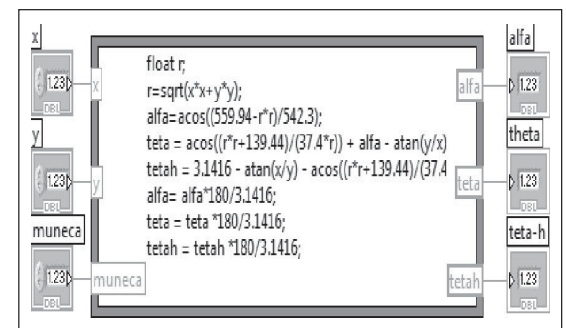 x
1.23
DBL
x
y
1.23
DBL
y
muneca
1.23
DBL
muneca
float r;
r=sqrt(x*x+y*y);
alfa=acos((559.94-r*r)/542.3);
teta = acos((r*r+139.44)/(37.4*r)) + alfa - atan(y/x)
tetah = 3.1416 - atan(x/y) - acos((r*r+139.44)/(37.4
alfa= alfa*180/3.1416;
teta = teta *180/3.1416;
tetah = tetah *180/3.1416;
alfa
alfa
1.23
DBL
theta
teta
1.23
DBL
teta-h
tetah
1.23
DBL